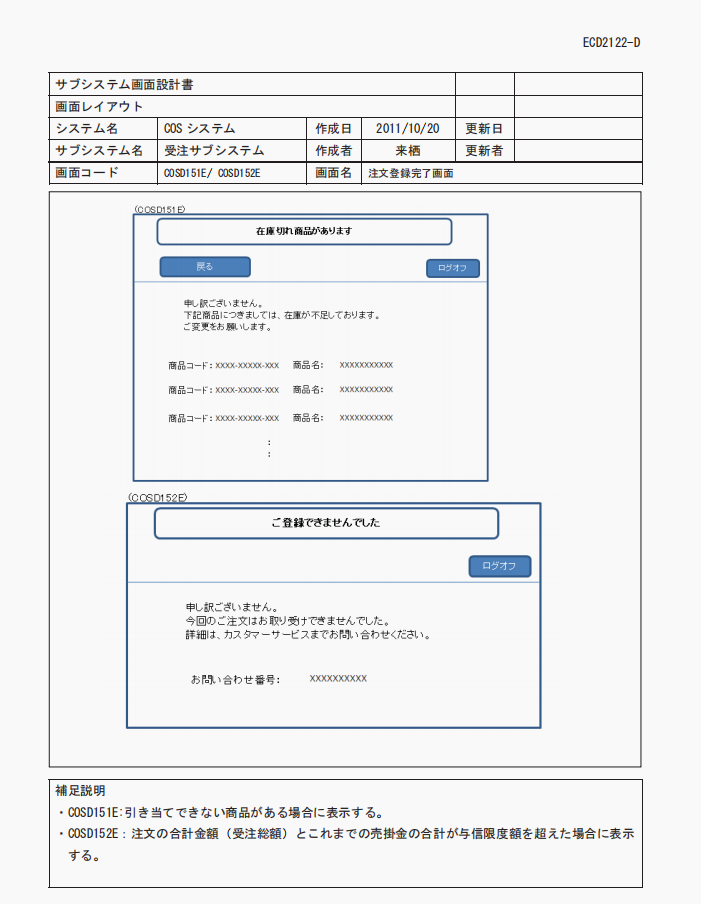 ECD2122-D
サブシステム画面設計書
画面レイアウト
システム名 COS システム 作成日 2011/10/20 更新日
サブシステム名 受注サブシステム 作成者 来栖 更新者
画面コード COSD151E/ COSD152E 画面名 注文登録完了画面
(COSD151E)
在庫切れ商品があります
戻る ログオフ
申し訳ございません。
下記商品につきましては、在庫が不足しております。
ご変更をお願いします。
商品コード: XXXX-XXXXX-XXX 商品名: XXXXXXXXXXX
商品コード: XXXX-XXXXX-XXX 商品名: XXXXXXXXXXX
商品コード: XXXX-XXXXX-XXX 商品名: XXXXXXXXXXX
:
:
(COSD152E)
ご登録できませんでした
ログオフ
申し訳ございません。
今回のご注文はお取り受けできませんでした。
詳細は、カスタマーサービスまでお問い合わせください。
お問い合わせ番号: XXXXXXXXXX
補足説明
・COSD151E:引き当てできない商品がある場合に表示する。
・COSD152E：注文の合計金額（受注総額）とこれまでの売掛金の合計が与信限度額を超えた場合に表示
する。